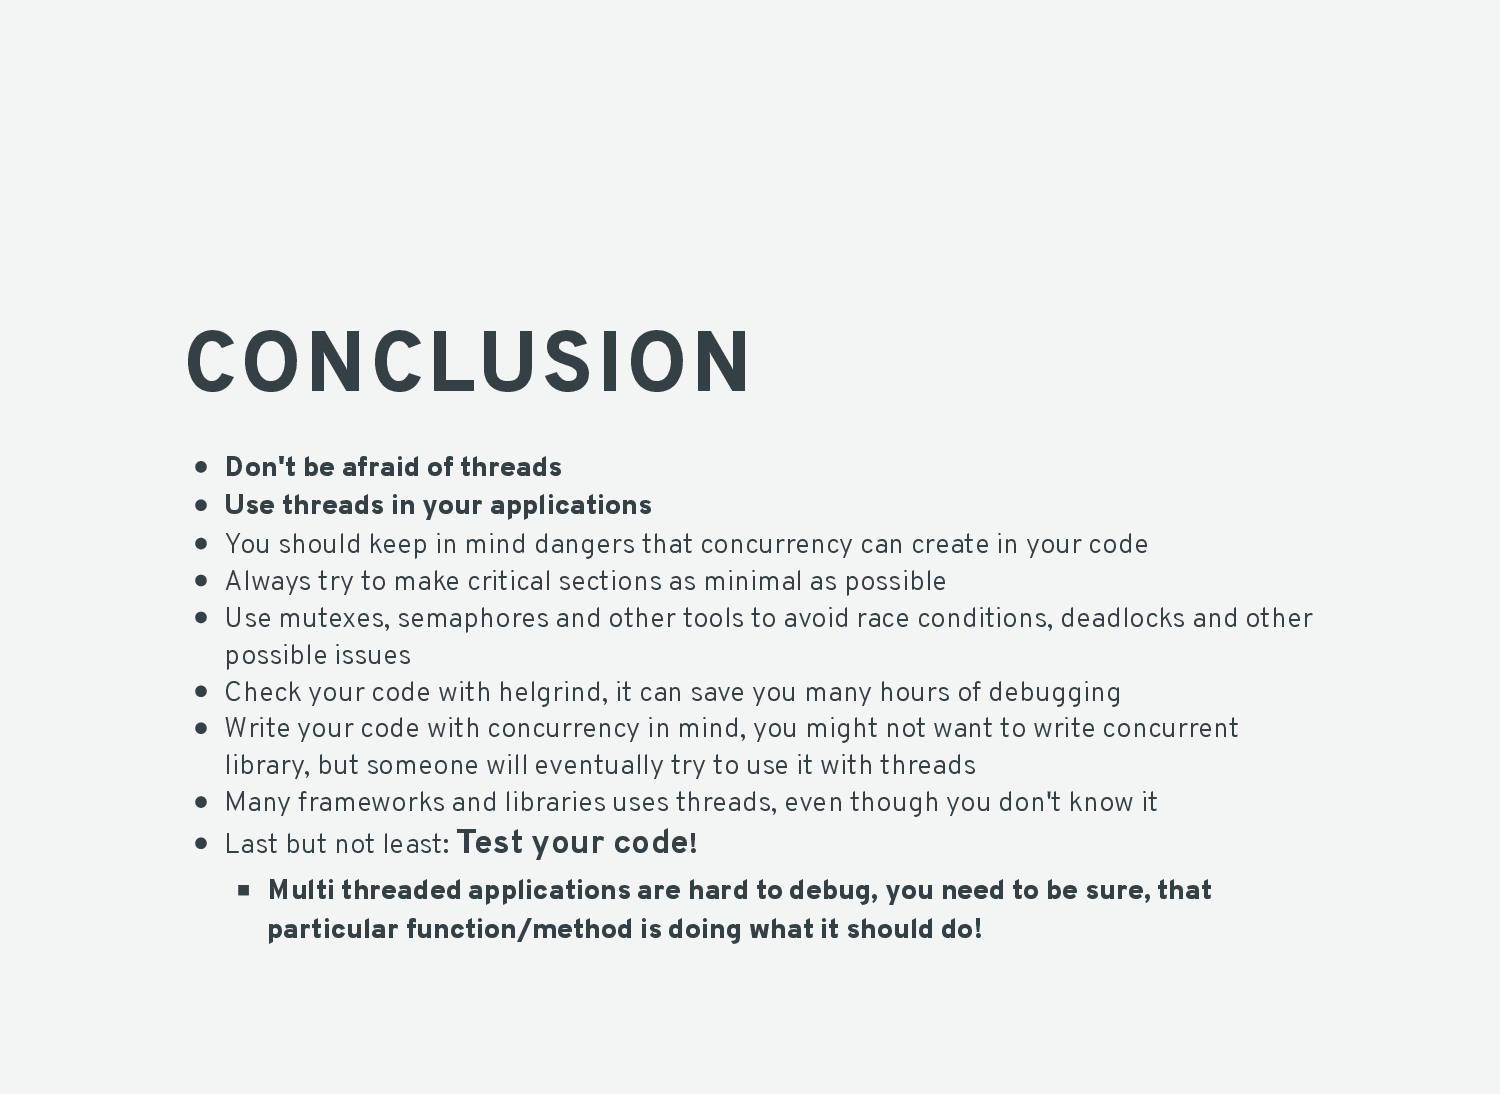 CONCLUSION
• Don't be afraid of threads
• Use threads in your applications
• You should keep in mind dangers that concurrency can create in your code
• Always try to make critical sections as minimal as possible
• Use mutexes, semaphores and other tools to avoid race conditions, deadlocks and other
possible issues
• Check your code with helgrind, it can save you many hours of debugging
• Write your code with concurrency in mind, you might not want to write concurrent
library, but someone will eventually try to use it with threads
• Many frameworks and libraries uses threads, even though you don't know it
• Last but not least: Test your code!
▪ Multi threaded applications are hard to debug, you need to be sure, that
particular function/method is doing what it should do!